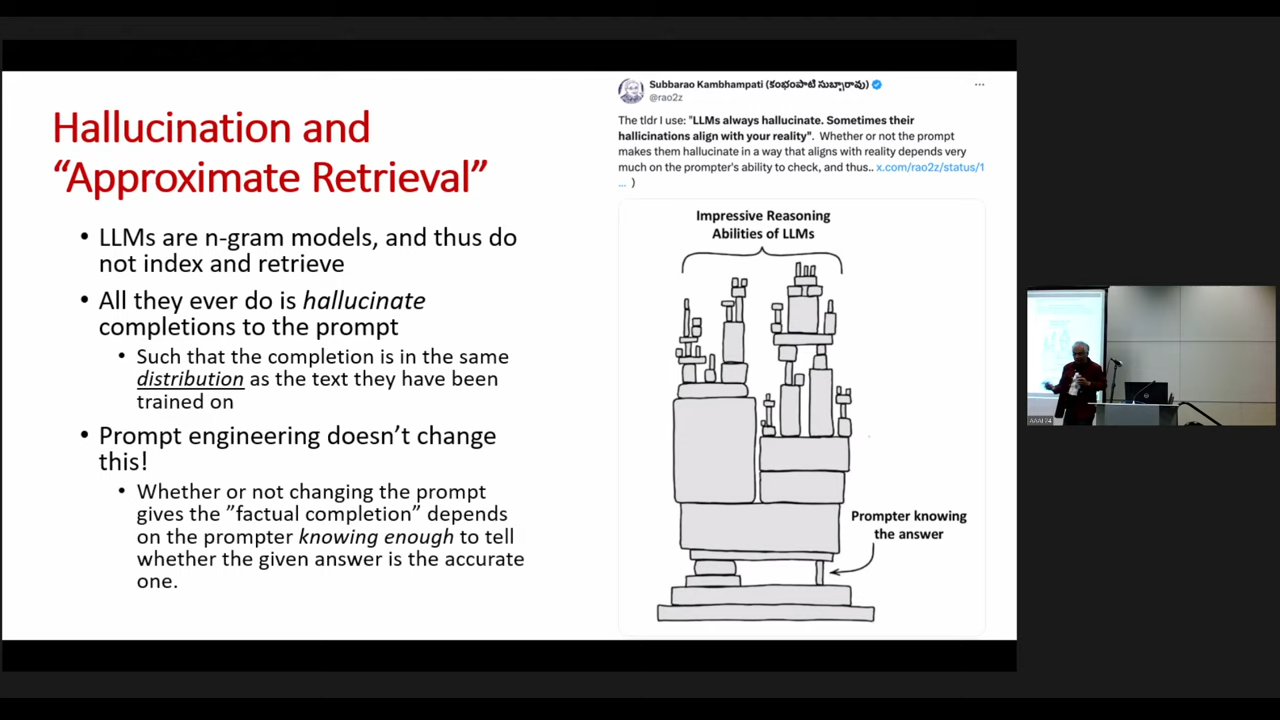 Hallucination and
“Approximate Retrieval”
• LLMs are n-gram models, and thus do
not index and retrieve
• All they ever do is hallucinate
completions to the prompt
• Such that the completion is in the same
distribution as the text they have been
trained on
• Prompt engineering doesn’t change
this!
• Whether or not changing the prompt
gives the ”factual completion” depends
on the prompter knowing enough to tell
whether the given answer is the accurate
one.
Subbarao Kambhampati (కంభంపాటి సుబ్బారావు)
@rao2z
The tldr I use: "LLMs always hallucinate. Sometimes their
hallicinations align with your reality". Whether or not the prompt
makes them hallucinate in a way that aligns with reality depends very
much on the prompter's ability to check, and thus.. x.com/rao2z/status/1
... )
Impressive Reasoning
Abilities of LLMs
Prompter knowing
the answer
AAAI 24